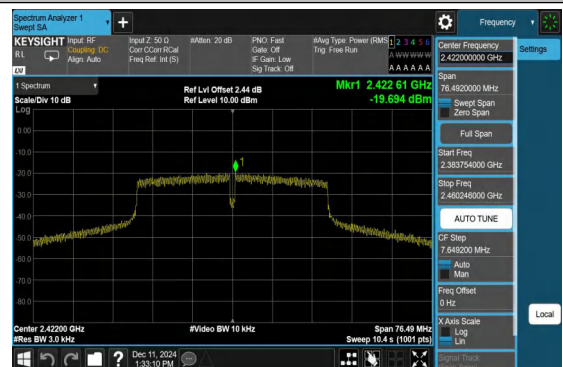 Spectrum Analyzer 1
Swept SA
Frequency
KEYSIGHT
Input: RF
Input Z: 50 Ω
#Atten: 20 dB
PNO: Fast
#Avg Type: Power (RMS
1 2 3 4 5 6
RL
Coupling: DC
Corr CCorr RCal
Gate: Off
Trig: Free Run
A W W W W W
Align: Auto
Freq Ref: Int (S)
IF Gain: Low
A A A A A A
Sig Track: Off
LXI
1 Spectrum
Ref Lvl Offset 2.44 dB
Mkr1 2.422 61 GHz
Scale/Div 10 dB
Ref Level 10.00 dBm
-19.694 dBm
Log
1
0.00
-10.0
-20.0
-30.0
-40.0
-50.0
-60.0
-70.0
-80.0
Center 2.42200 GHz
#Video BW 10 kHz
Span 76.49 MHz
#Res BW 3.0 kHz
Sweep 10.4 s (1001 pts)
Dec 11, 2024
1:33:10 PM
Center Frequency
2.422000000 GHz
Settings
Span
76.4920000 MHz
Swept Span
Zero Span
Full Span
Start Freq
2.383754000 GHz
Stop Freq
2.460246000 GHz
AUTO TUNE
CF Step
7.649200 MHz
Auto
Man
Freq Offset
0 Hz
X Axis Scale
Log
Lin
Local
Signal Track